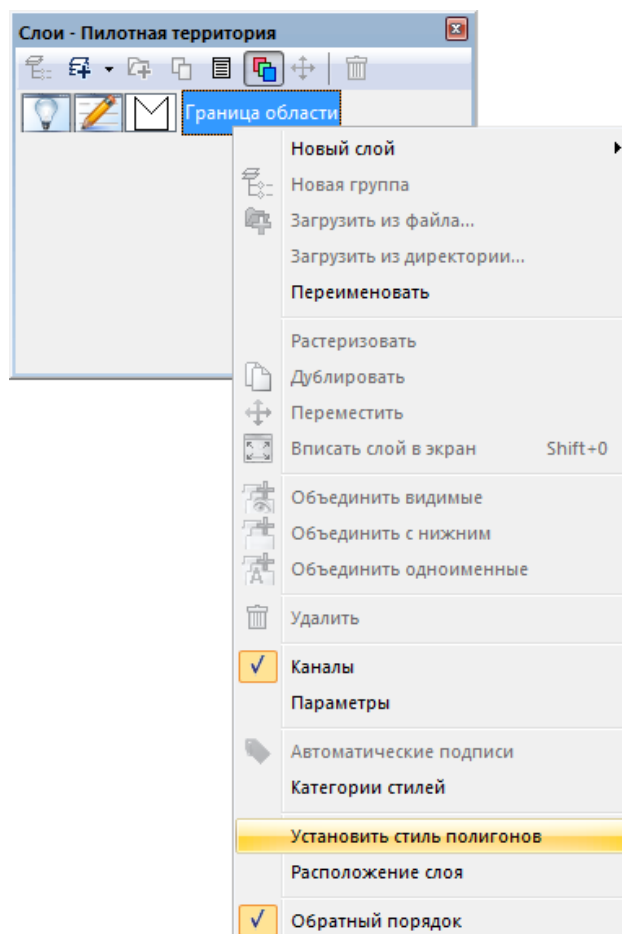 Слои - Пилотная территория
Граница области
Новый слой
Новая группа
Загрузить из файла...
Загрузить из директории...
Переименовать
Растеризовать
Дублировать
Переместить
Вписать слой в экран Shift+0
Объединить видимые
Объединить с нижним
Объединить одноименные
Удалить
Каналы
Параметры
Автоматические подписи
Категории стилей
Установить стиль полигонов
Расположение слоя
Обратный порядок